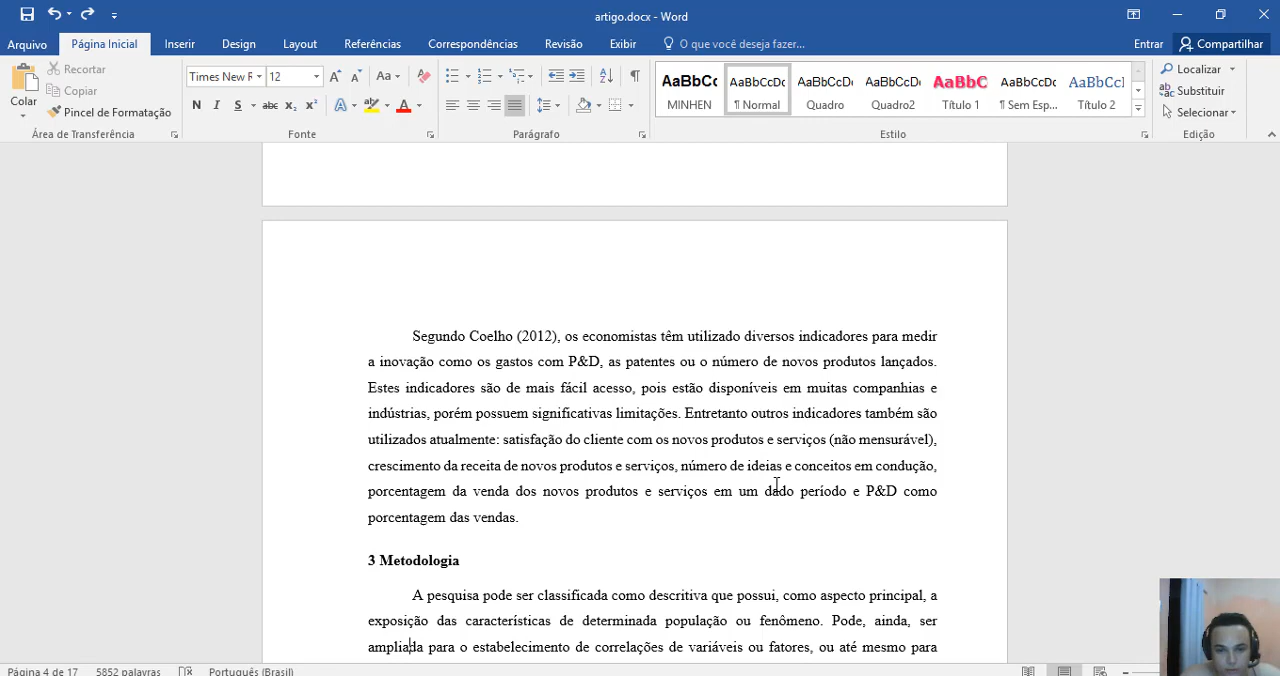 artigo.docx - Word
Arquivo Página Inicial Inserir Design Layout Referências Correspondências Revisão Exibir O que você deseja fazer... Entrar Compartilhar
Colar
Recortar
Copiar
Pincel de Formatação
Área de Transferência
Times New R 12 Aa
N I S abc x₂ x² A ab A
Fonte
Parágrafo
AaBbCc AaBbCcDc AaBbCcDc AaBbCcDc AaBbC AaBbCcDc AaBbCcI
MINHEN ¶ Normal Quadro Quadro2 Título 1 ¶ Sem Esp... Título 2
Estilo
Localizar
Substituir
Selecionar
Edição
Segundo Coelho (2012), os economistas têm utilizado diversos indicadores para medir
a inovação como os gastos com P&D, as patentes ou o número de novos produtos lançados.
Estes indicadores são de mais fácil acesso, pois estão disponíveis em muitas companhias e
indústrias, porém possuem significativas limitações. Entretanto outros indicadores também são
utilizados atualmente: satisfação do cliente com os novos produtos e serviços (não mensurável),
crescimento da receita de novos produtos e serviços, número de ideias e conceitos em condução,
porcentagem da venda dos novos produtos e serviços em um dado período e P&D como
porcentagem das vendas.
3 Metodologia
A pesquisa pode ser classificada como descritiva que possui, como aspecto principal, a
exposição das características de determinada população ou fenômeno. Pode, ainda, ser
ampliada para o estabelecimento de correlações de variáveis ou fatores, ou até mesmo para
Página 4 de 17 5852 palavras Português (Brasil)